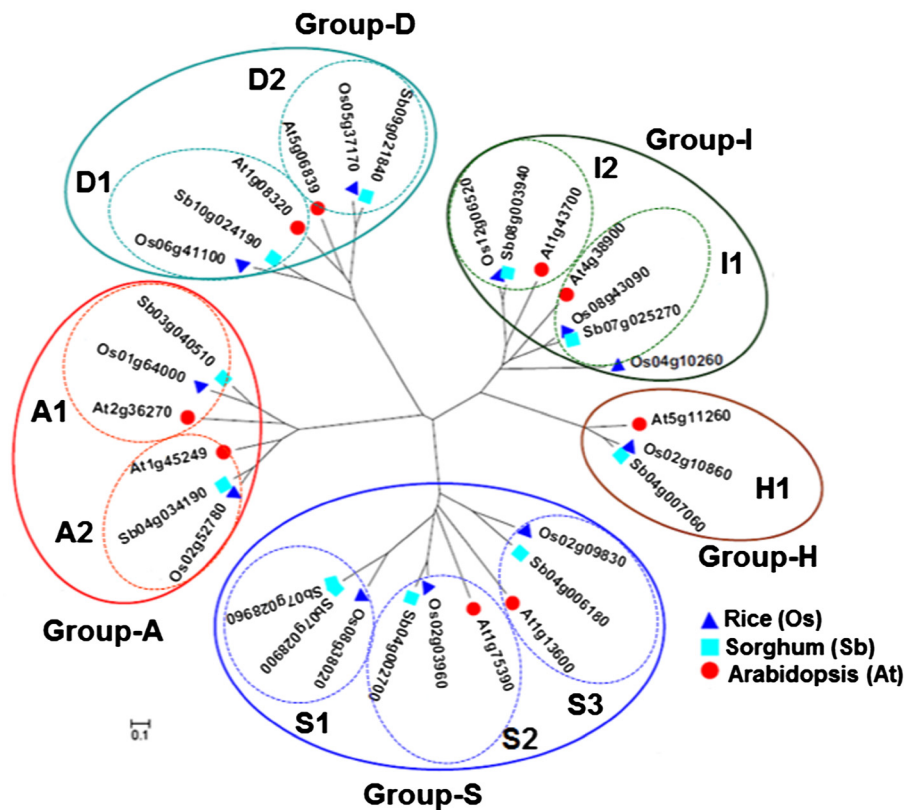 Group-D
D2
Os05g37170
Sb09g021840
At5g06839
D1
At1g08320
Sb10g024190
Os06g41100
Group-I
I2
Os12g06520
Sb08g003940
At1g43700
At4g38900
I1
Os08g43090
Sb07g025270
Os04g10260
Sb03g040510
Os01g64000
A1
At2g36270
At1g45249
Sb04g034190
A2
Os02g52780
Group-A
At5g11260
Os02g10860
Sb04g007060
H1
Group-H
Os02g09830
Sb04g006180
At1g13600
S3
Sb07g028960
Sb07g028900
Os08g38020
S1
Sb04g002700
Os02g03960
At1g75390
S2
Group-S
Rice (Os)
Sorghum (Sb)
Arabidopsis (At)
0.1